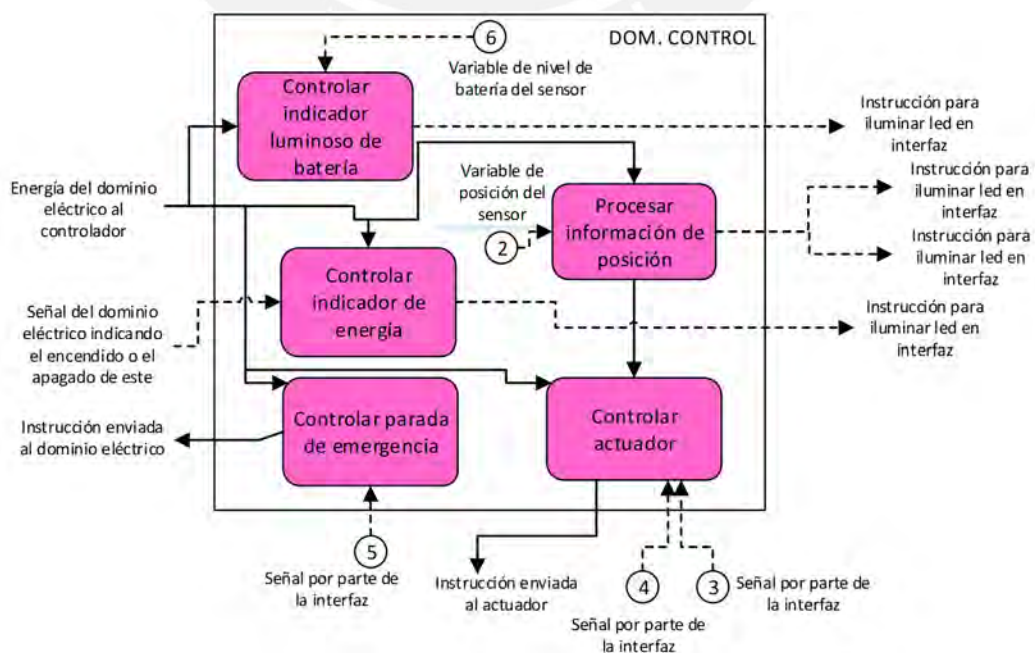 DOM. CONTROL
6
Variable de nivel de
batería del sensor
Controlar
indicador
luminoso de
batería
Instrucción para
iluminar led en
interfaz
Energía del dominio
eléctrico al
controlador
Variable de
posición del
sensor
2
Procesar
información de
posición
Instrucción para
iluminar led en
interfaz
Instrucción para
iluminar led en
interfaz
Controlar
indicador de
energía
Señal del dominio
eléctrico indicando
el encendido o el
apagado de este
Instrucción para
iluminar led en
interfaz
Controlar parada
de emergencia
Controlar
actuador
Instrucción enviada
al dominio eléctrico
5
Señal por parte de
la interfaz
Instrucción enviada
al actuador
4
Señal por parte de
la interfaz
3
Señal por parte de
la interfaz